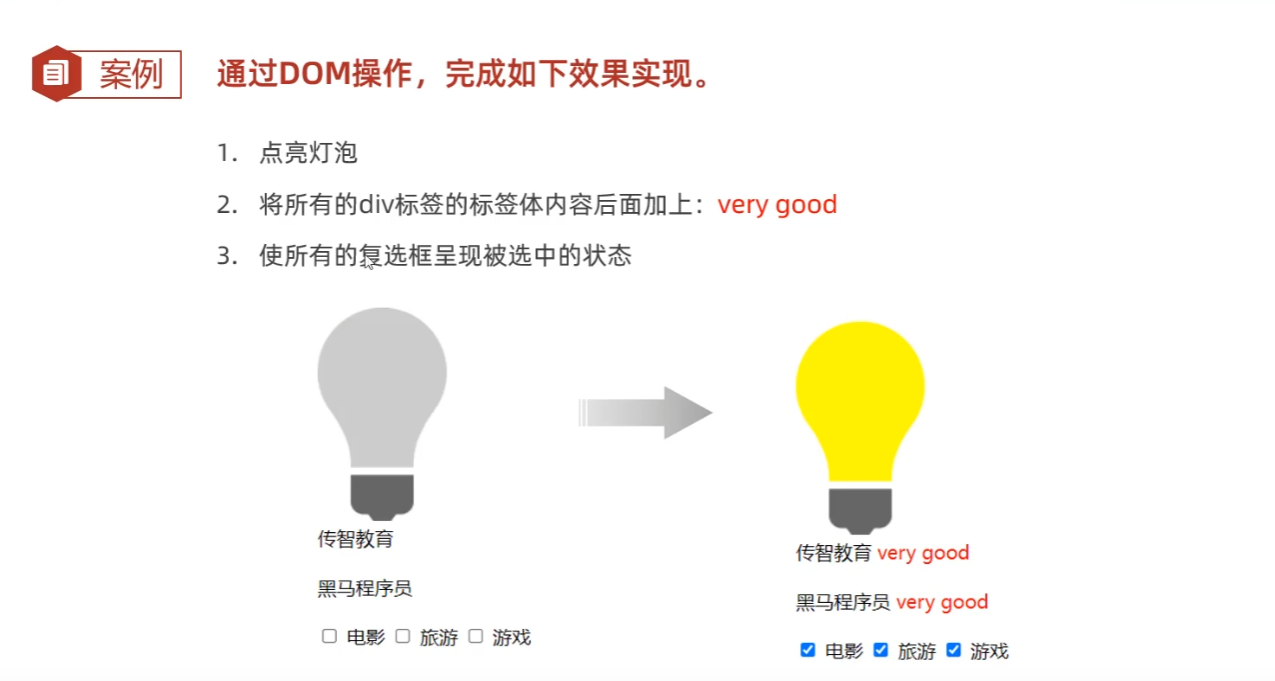 案例
通过DOM操作，完成如下效果实现。
1. 点亮灯泡
2. 将所有的div标签的标签体内容后面加上：very good
3. 使所有的复选框呈现被选中的状态
传智教育
黑马程序员
电影 旅游 游戏
传智教育 very good
黑马程序员 very good
电影 旅游 游戏